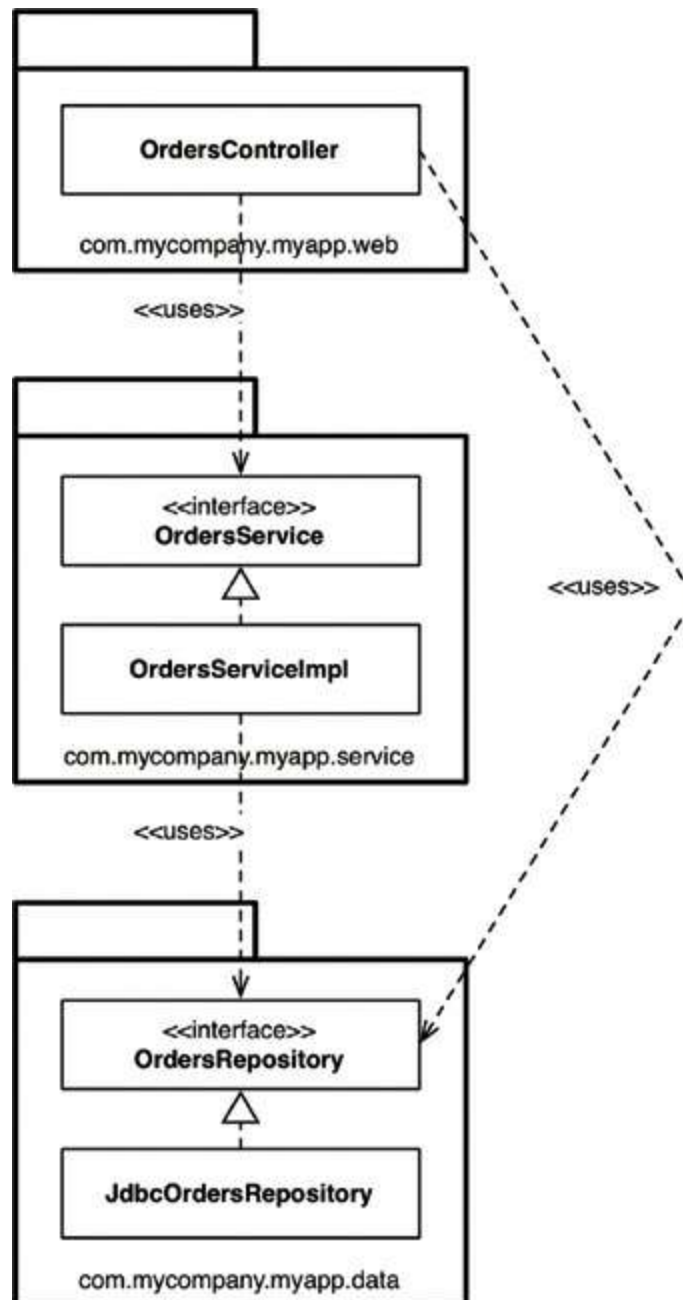 OrdersController
com.mycompany.myapp.web
<<uses>>
<<interface>>
OrdersService
<<uses>>
OrdersServiceImpl
com.mycompany.myapp.service
<<uses>>
<<interface>>
OrdersRepository
JdbcOrdersRepository
com.mycompany.myapp.data